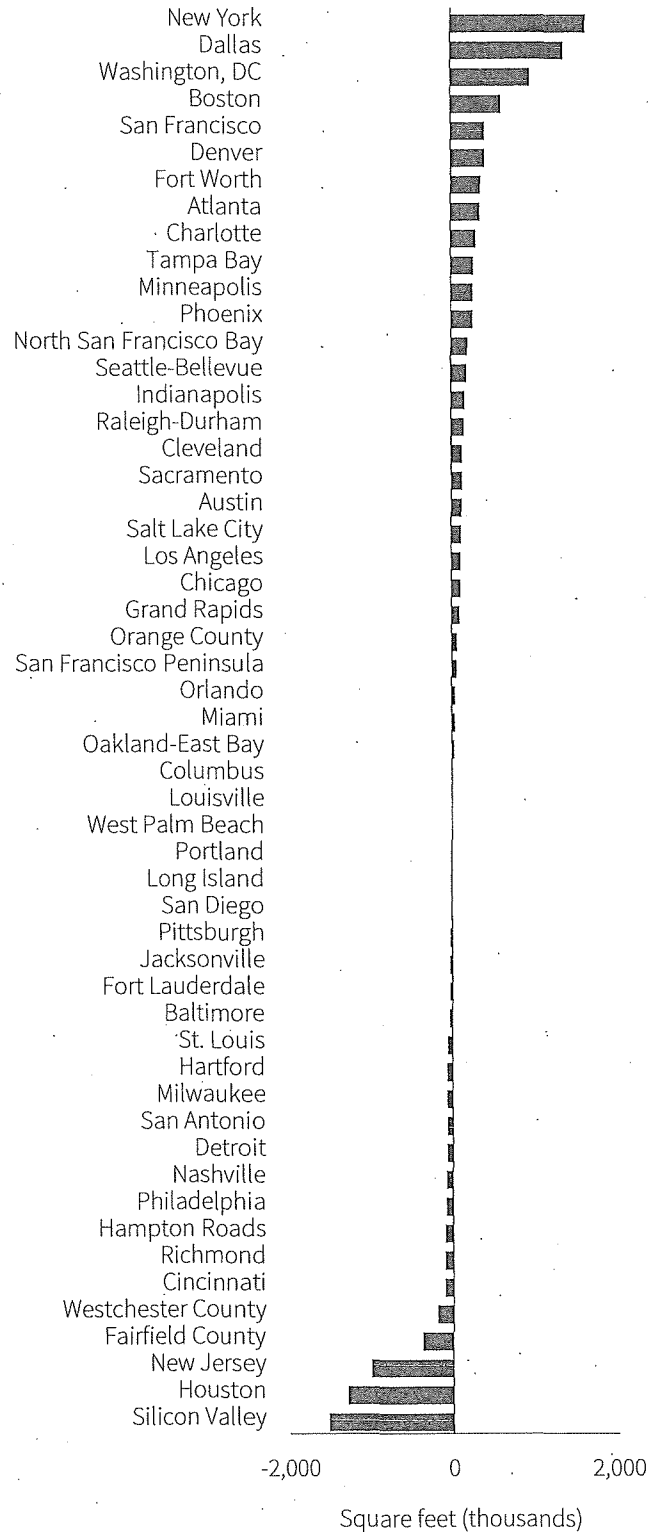 New York
Dallas
Washington, DC
Boston
San Francisco
Denver
Fort Worth
Atlanta
Charlotte
Tampa Bay
Minneapolis
Phoenix
North San Francisco Bay
Seattle-Bellevue
Indianapolis
Raleigh-Durham
Cleveland
Sacramento
Austin
Salt Lake City
Los Angeles
Chicago
Grand Rapids
Orange County
San Francisco Peninsula
Orlando
Miami
Oakland-East Bay
Columbus
Louisville
West Palm Beach
Portland
Long Island
San Diego
Pittsburgh
Jacksonville
Fort Lauderdale
Baltimore
St. Louis
Hartford
Milwaukee
San Antonio
Detroit
Nashville
Philadelphia
Hampton Roads
Richmond
Cincinnati
Westchester County
Fairfield County
New Jersey
Houston
Silicon Valley
-2,000 0 2,000
Square feet (thousands)